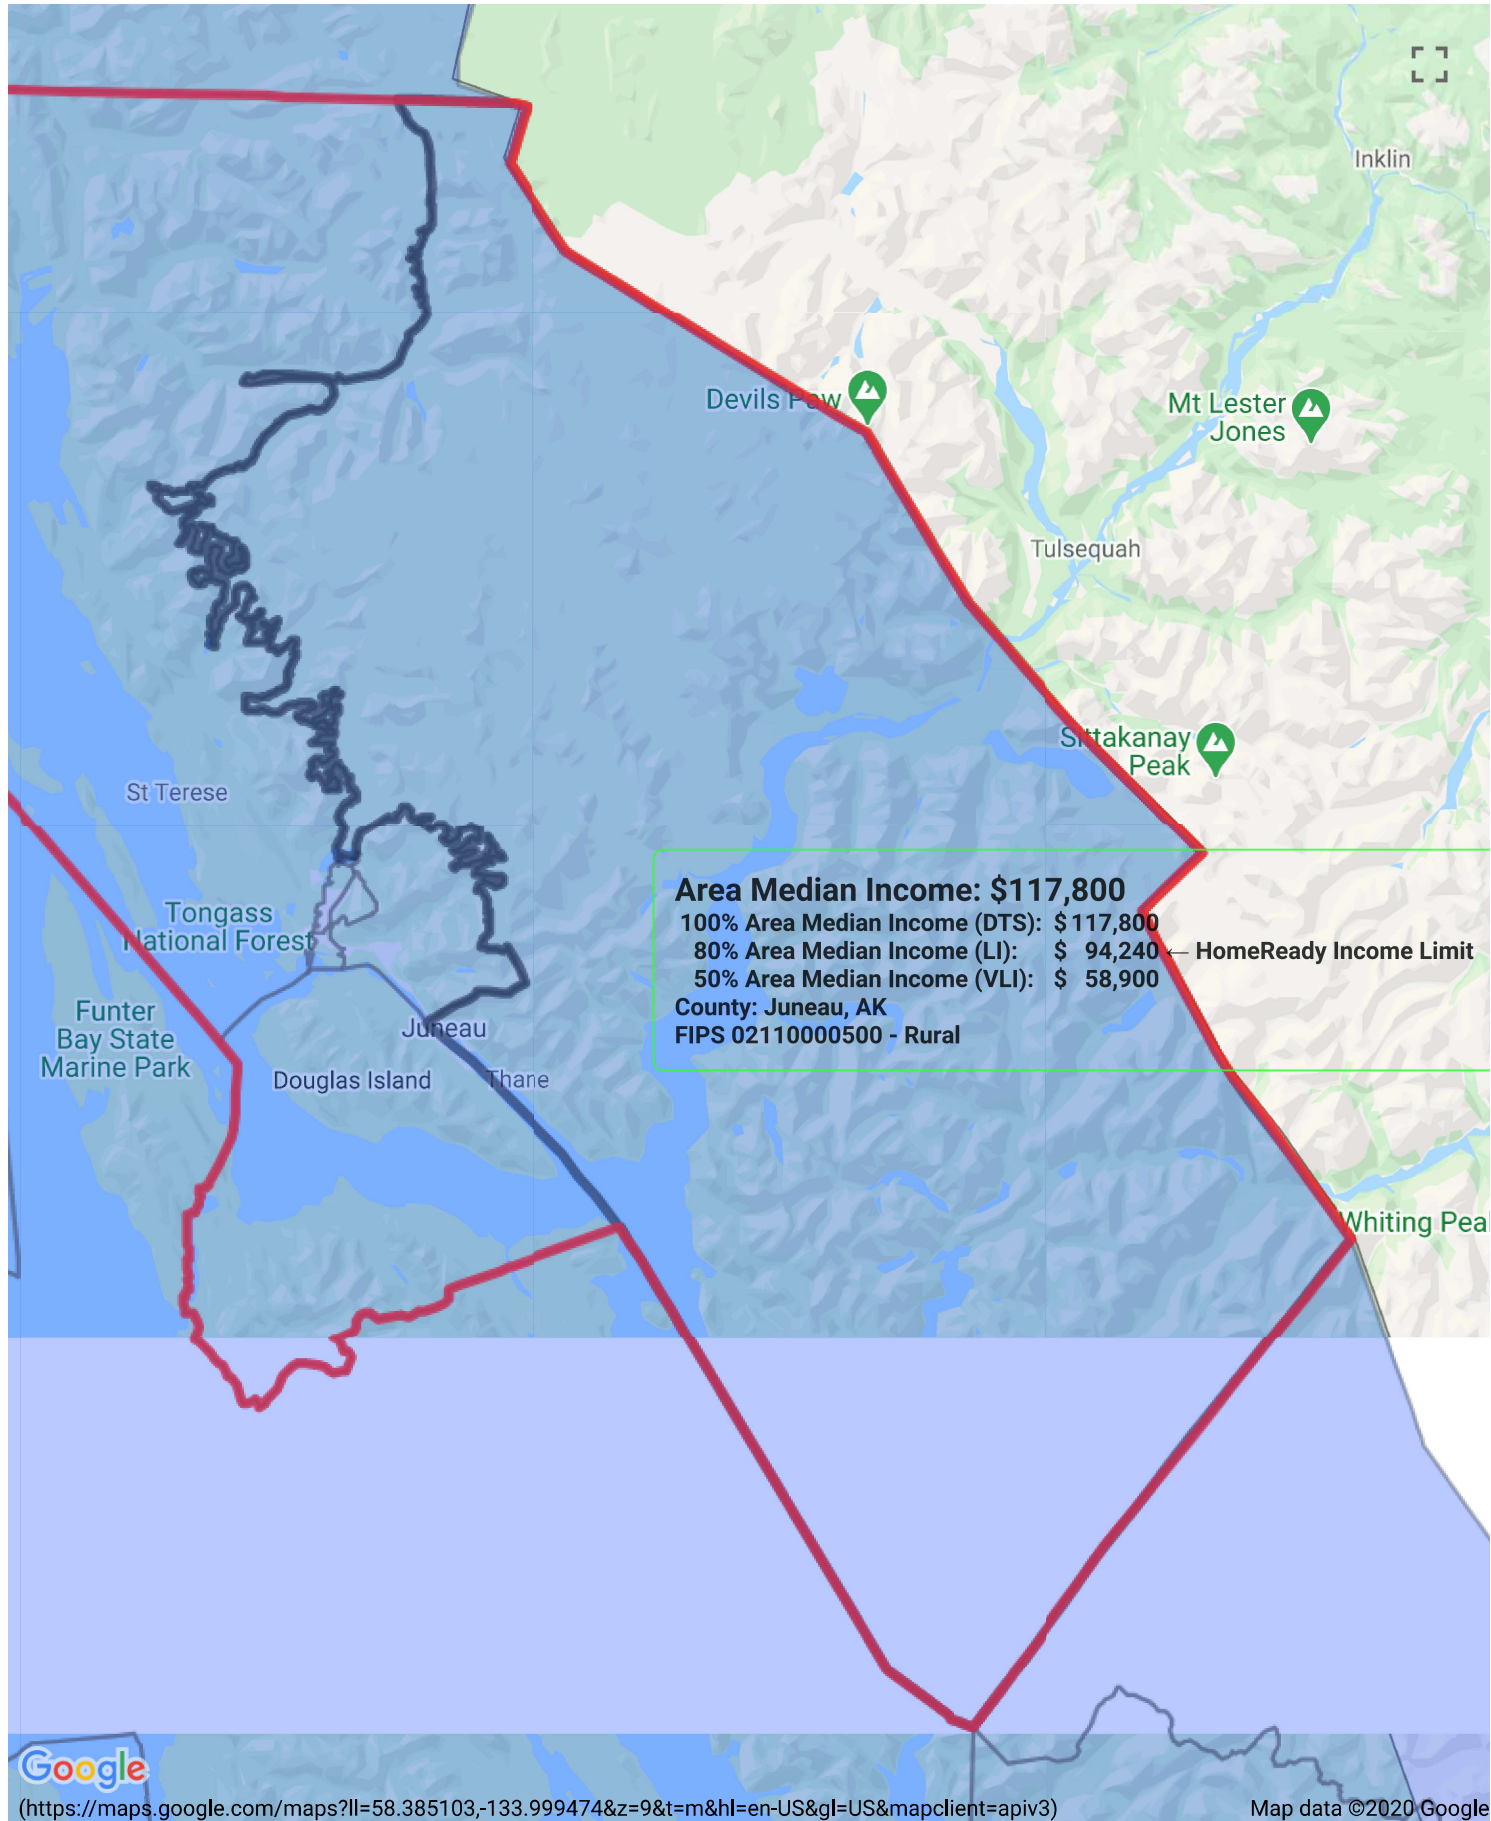 Inklin
Devils Paw
Mt Lester
Jones
Tulsequah
Sittakanay
Peak
St Terese
Area Median Income: $117,800
100% Area Median Income (DTS): $117,800
80% Area Median Income (LI): $ 94,240 ← HomeReady Income Limit
50% Area Median Income (VLI): $ 58,900
County: Juneau, AK
FIPS 02110000500 - Rural
Tongass
National Forest
Funter
Bay State
Marine Park
Juneau
Douglas Island
Thane
Whiting Pea
Google
(https://maps.google.com/maps?ll=58.385103,-133.999474&z=9&t=m&hl=en-US&gl=US&mapclient=apiv3)
Map data ©2020 Google